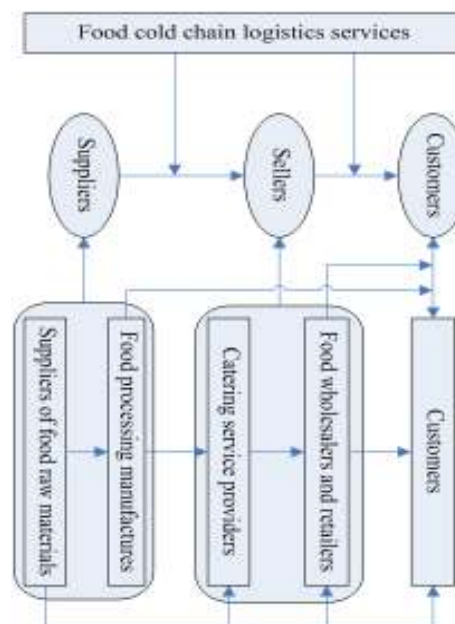 Food cold chain logistics services
Suppliers
Sellers
Customers
Suppliers of food raw materials
Food processing manufactures
Catering service providers
Food wholesalers and retailers
Customers